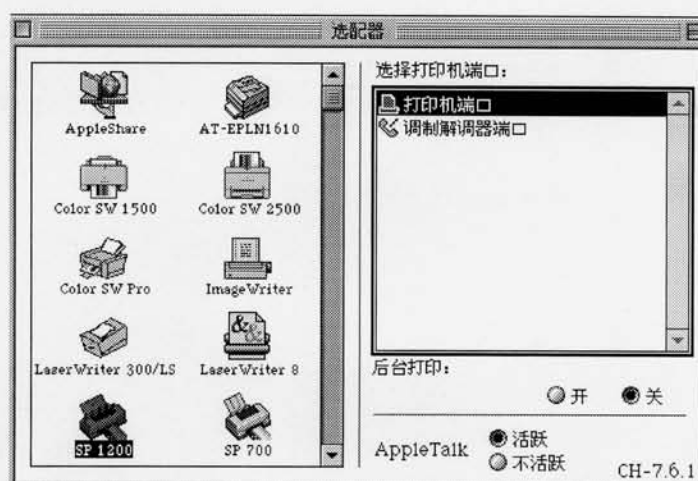 选配器
AppleShare
AT-EPLN1610
Color SW 1500
Color SW 2500
Color SW Pro
ImageWriter
LaserWriter 300/LS
LaserWriter 8
SP 1200
SP 700
选择打印机端口：
打印机端口
调制解调器端口
后台打印：
开 关
AppleTalk
活跃
不活跃
CH-7.6.1